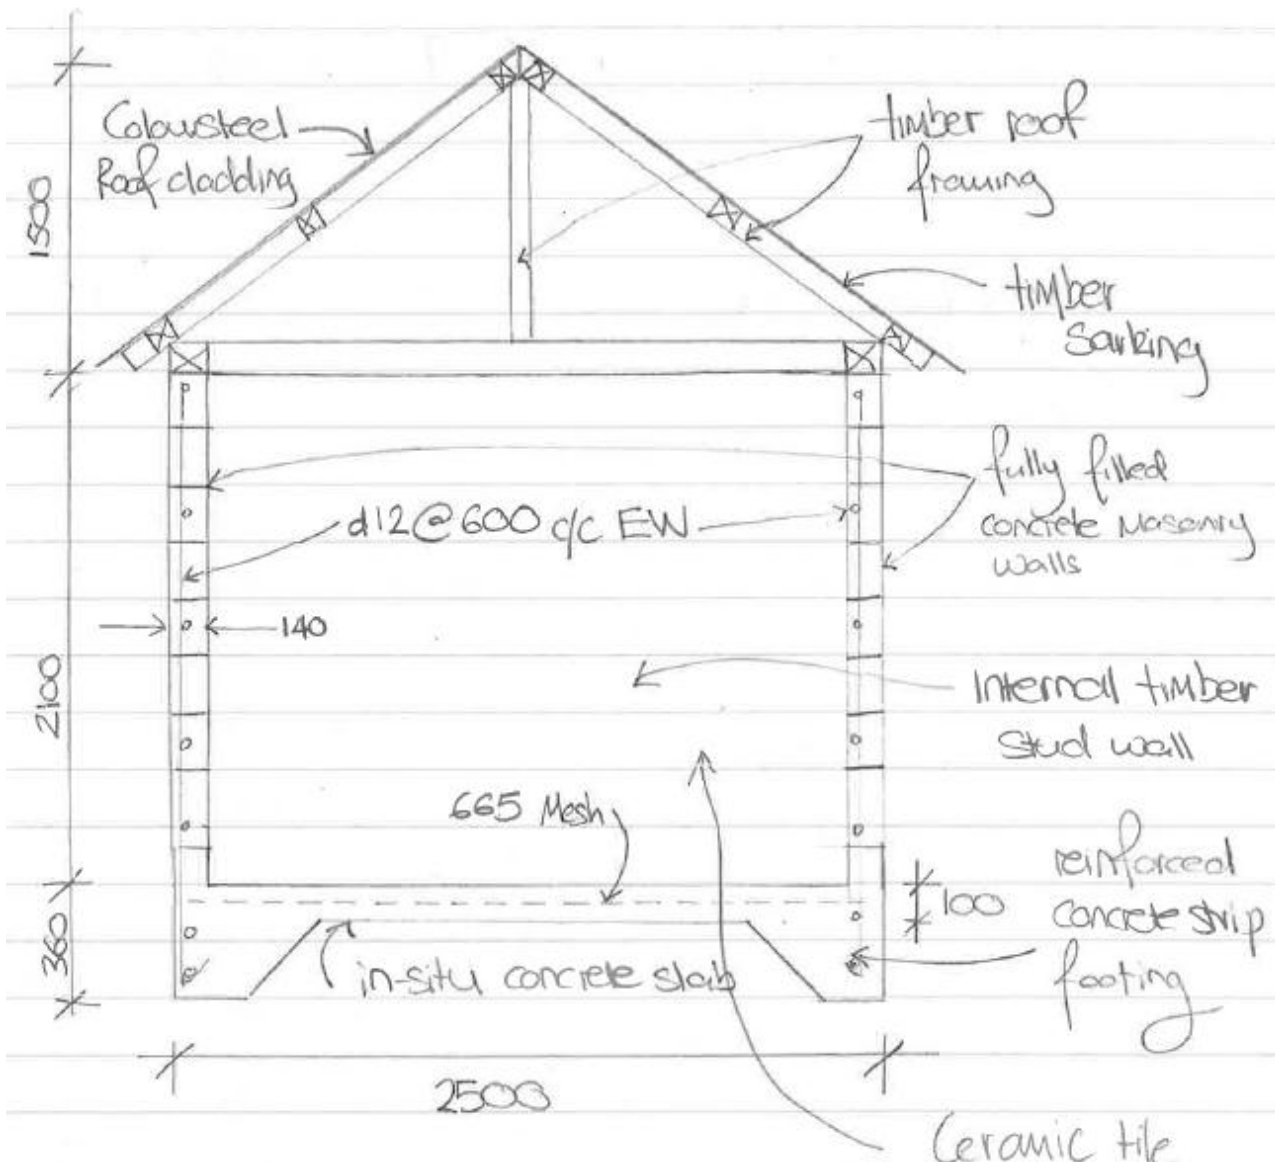 1500
Coloursteel
Roof cladding
timber roof
framing
timber
Sarking
fully filled
concrete Masonry
walls
d12@600 c/c EW
140
2100
Internal timber
Stud wall
665 Mesh
reinforced
concrete strip
footing
100
360
in-situ concrete slab
2500
Ceramic tile